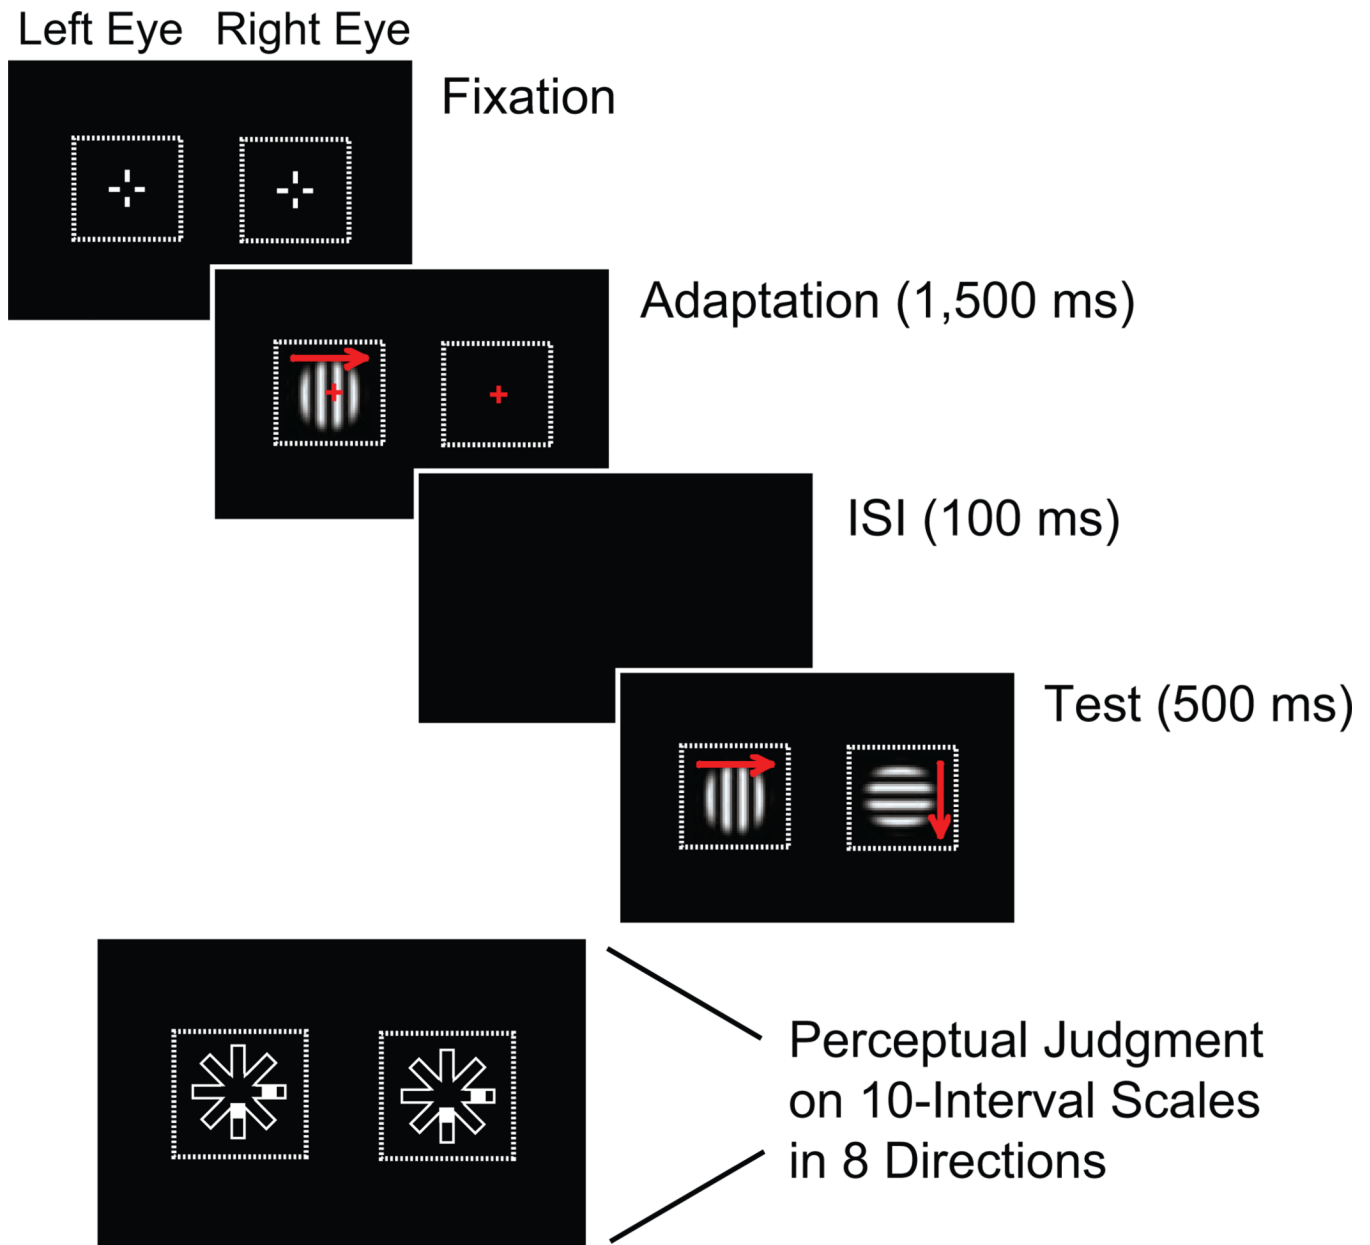 Left Eye Right Eye
Fixation
Adaptation (1,500 ms)
ISI (100 ms)
Test (500 ms)
Perceptual Judgment
on 10-Interval Scales
in 8 Directions